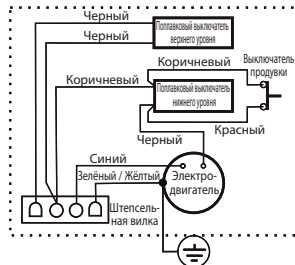 Черный
Поплавковый выключатель
верхнего уровня
Черный
Коричневый
Выключатель
продувки
Коричневый
Поплавковый выключатель
нижнего уровня
Красный
Черный
Синий
Зелёный / Жёлтый
Электро-
двигатель
Штепсель-
ная вилка